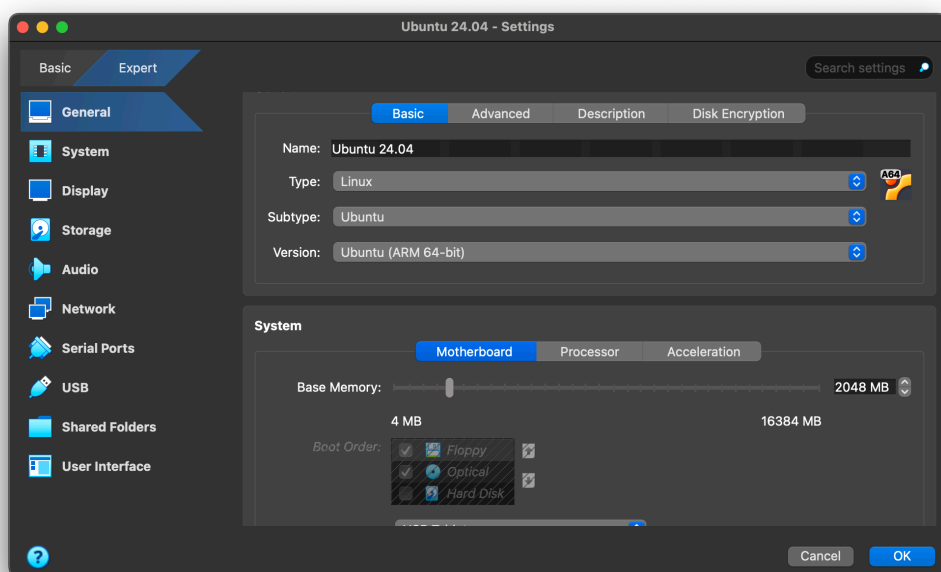 Ubuntu 24.04 - Settings
Basic Expert
Search settings
General
System
Display
Storage
Audio
Network
Serial Ports
USB
Shared Folders
User Interface
Basic Advanced Description Disk Encryption
Name: Ubuntu 24.04
Type: Linux
A64
Subtype: Ubuntu
Version: Ubuntu (ARM 64-bit)
System
Motherboard Processor Acceleration
Base Memory: 2048 MB
4 MB 16384 MB
Boot Order: Floppy
Optical
Hard Disk
?
Cancel OK